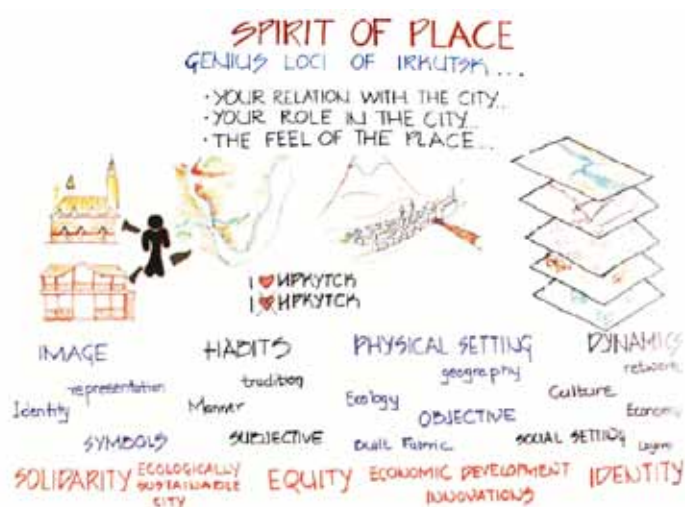 SPIRIT OF PLACE
GENIUS LOCI OF IRKUTSK...
• YOUR RELATION WITH THE CITY...
• YOUR ROLE IN THE CITY...
• THE FEEL OF THE PLACE...
I ❤ ИРКУТСК
I ❤ ИРКУТСК
IMAGE HABITS PHYSICAL SETTING DYNAMICS
representation tradition geography network
Identity Manner Ecology Culture
OBJECTIVE Economy
SYMBOLS SUBJECTIVE Built Fabric SOCIAL SETTING Layers
SOLIDARITY ECOLOGICALLY SUSTAINABLE CITY EQUITY ECONOMIC DEVELOPMENT INNOVATIONS IDENTITY